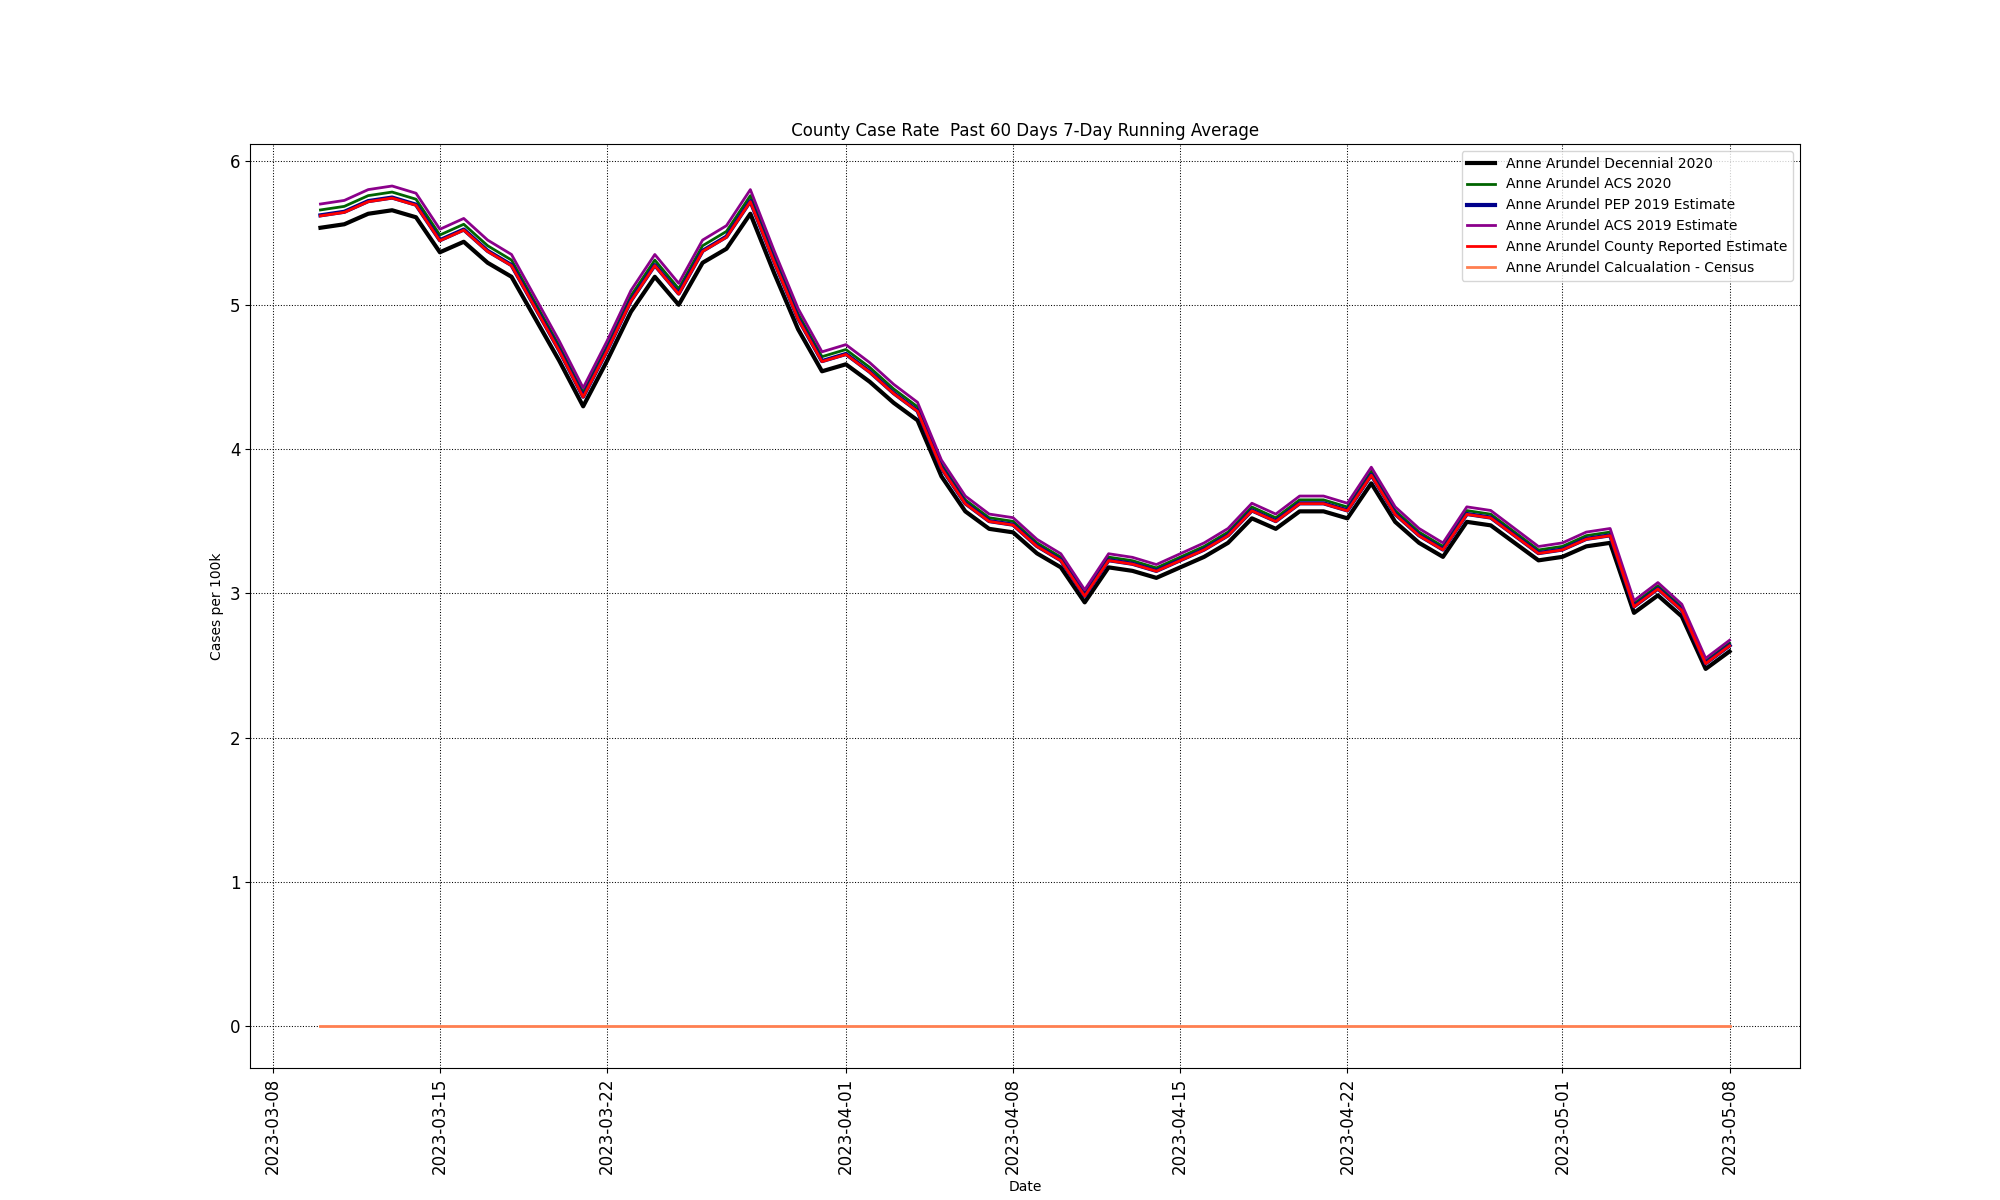 County Case Rate  Past 60 Days 7-Day Running Average
Anne Arundel Decennial 2020
Anne Arundel ACS 2020
Anne Arundel PEP 2019 Estimate
Anne Arundel ACS 2019 Estimate
Anne Arundel County Reported Estimate
Anne Arundel Calcualation - Census
6
5
4
3
2
1
0
Cases per 100k
2023-03-08
2023-03-15
2023-03-22
2023-04-01
2023-04-08
2023-04-15
2023-04-22
2023-05-01
2023-05-08
Date